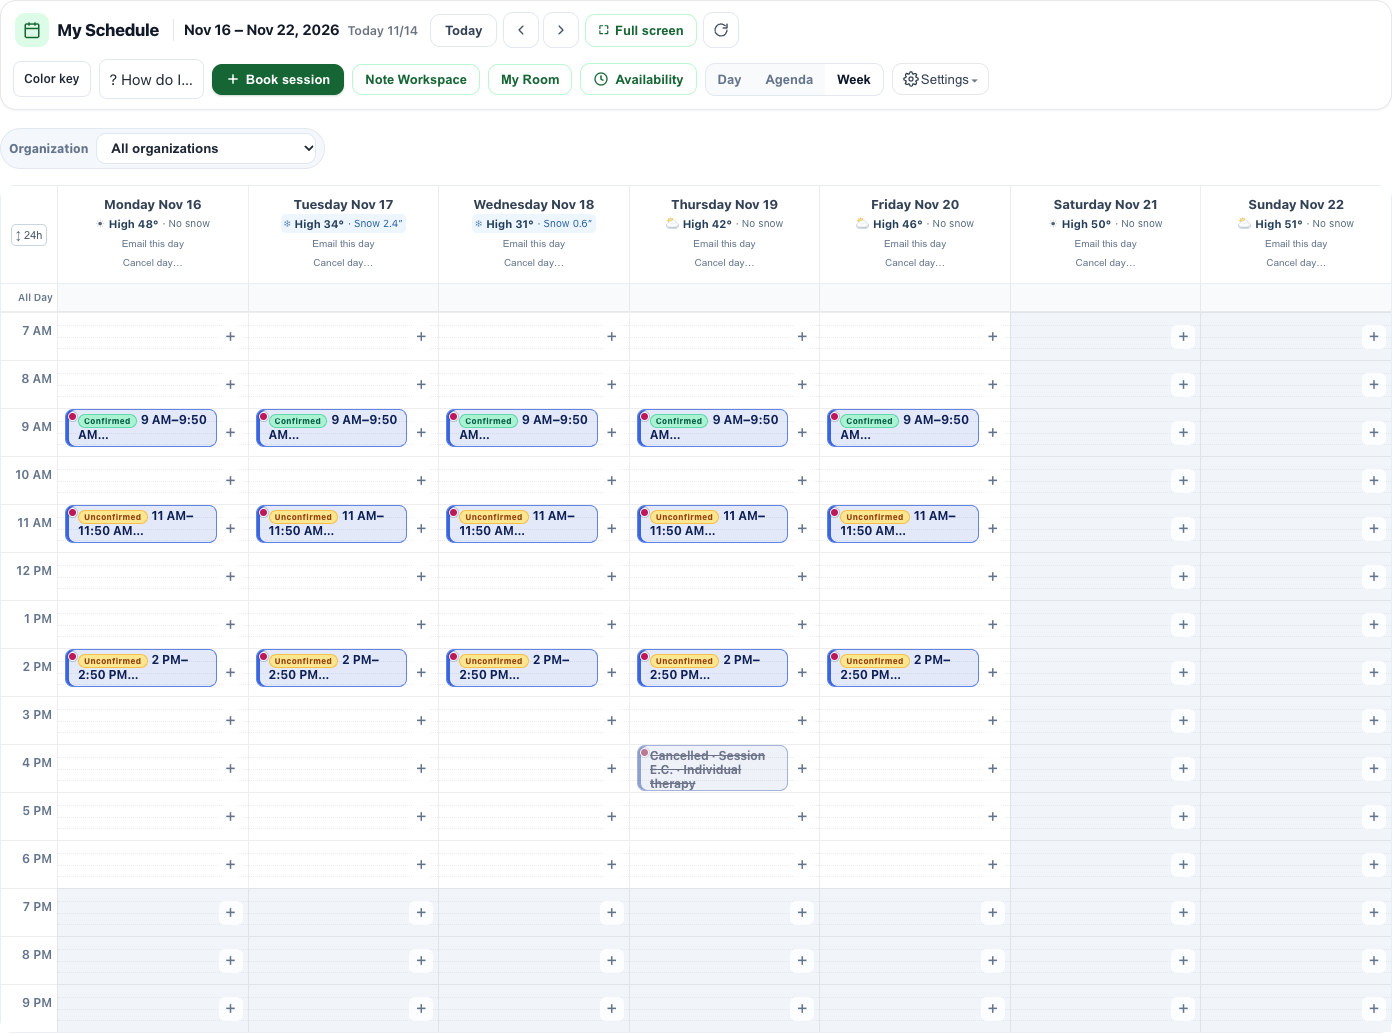 My Schedule
Nov 16 – Nov 22, 2026
Today 11/14
Today
Full screen
Color key
? How do I...
+ Book session
Note Workspace
My Room
Availability
Day
Agenda
Week
Settings
Organization
All organizations
↕ 24h
Monday Nov 16
High 48° · No snow
Email this day
Cancel day…
Tuesday Nov 17
High 34° · Snow 2.4″
Email this day
Cancel day…
Wednesday Nov 18
High 31° · Snow 0.6″
Email this day
Cancel day…
Thursday Nov 19
High 42° · No snow
Email this day
Cancel day…
Friday Nov 20
High 46° · No snow
Email this day
Cancel day…
Saturday Nov 21
High 50° · No snow
Email this day
Cancel day…
Sunday Nov 22
High 51° · No snow
Email this day
Cancel day…
All Day
7 AM
8 AM
9 AM
Confirmed 9 AM–9:50
AM...
Confirmed 9 AM–9:50
AM...
Confirmed 9 AM–9:50
AM...
Confirmed 9 AM–9:50
AM...
Confirmed 9 AM–9:50
AM...
10 AM
11 AM
Unconfirmed 11 AM–
11:50 AM...
Unconfirmed 11 AM–
11:50 AM...
Unconfirmed 11 AM–
11:50 AM...
Unconfirmed 11 AM–
11:50 AM...
Unconfirmed 11 AM–
11:50 AM...
12 PM
1 PM
2 PM
Unconfirmed 2 PM–
2:50 PM...
Unconfirmed 2 PM–
2:50 PM...
Unconfirmed 2 PM–
2:50 PM...
Unconfirmed 2 PM–
2:50 PM...
Unconfirmed 2 PM–
2:50 PM...
3 PM
4 PM
Cancelled · Session
E.C. · Individual
therapy
5 PM
6 PM
7 PM
8 PM
9 PM